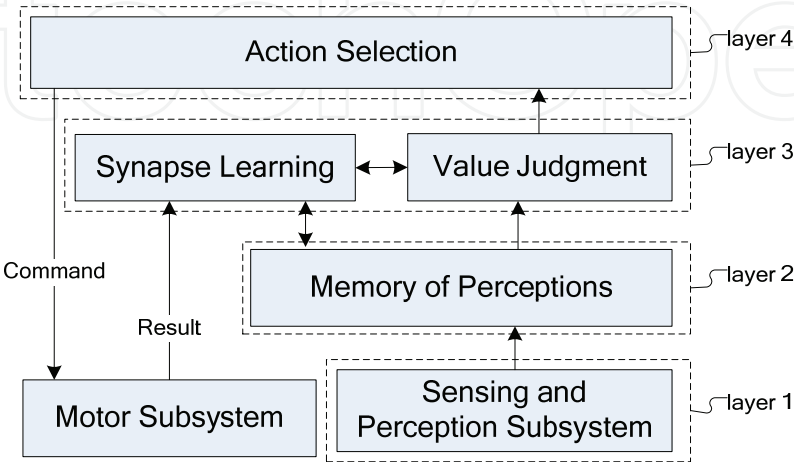 Action Selection
layer 4
Synapse Learning
Value Judgment
layer 3
Command
Memory of Perceptions
layer 2
Result
Motor Subsystem
Sensing and
Perception Subsystem
layer 1